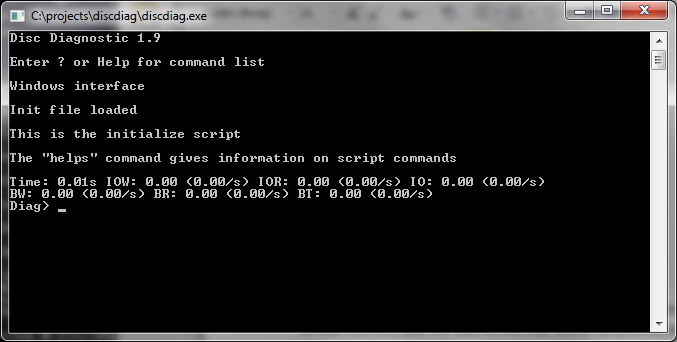 C:\projects\discdiag\discdiag.exe
Disc Diagnostic 1.9
Enter ? or Help for command list
Windows interface
Init file loaded
This is the initialize script
The "helps" command gives information on script commands
Time: 0.01s IOW: 0.00 (0.00/s) IOR: 0.00 (0.00/s) IO: 0.00 (0.00/s)
BW: 0.00 (0.00/s) BR: 0.00 (0.00/s) BT: 0.00 (0.00/s)
Diag> _